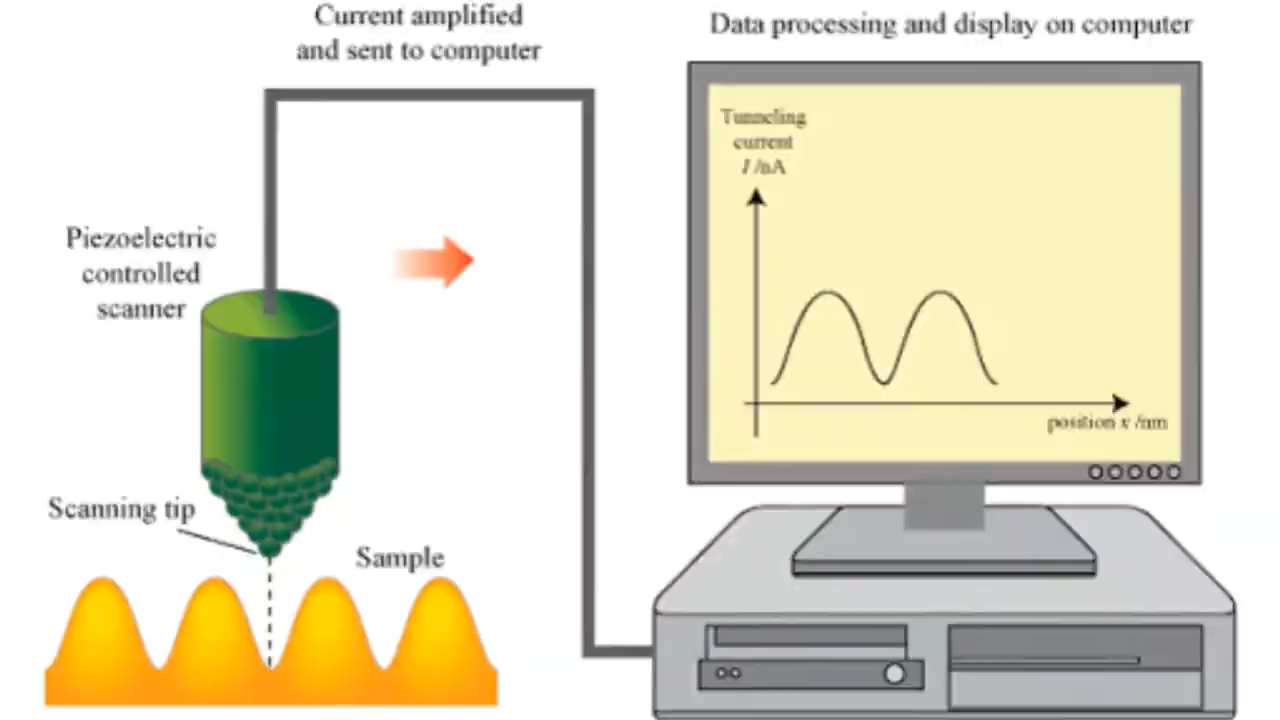 Current amplified
and sent to computer
Data processing and display on computer
Tunneling
current
I /nA
Piezoelectric
controlled
scanner
position x /nm
Scanning tip
Sample